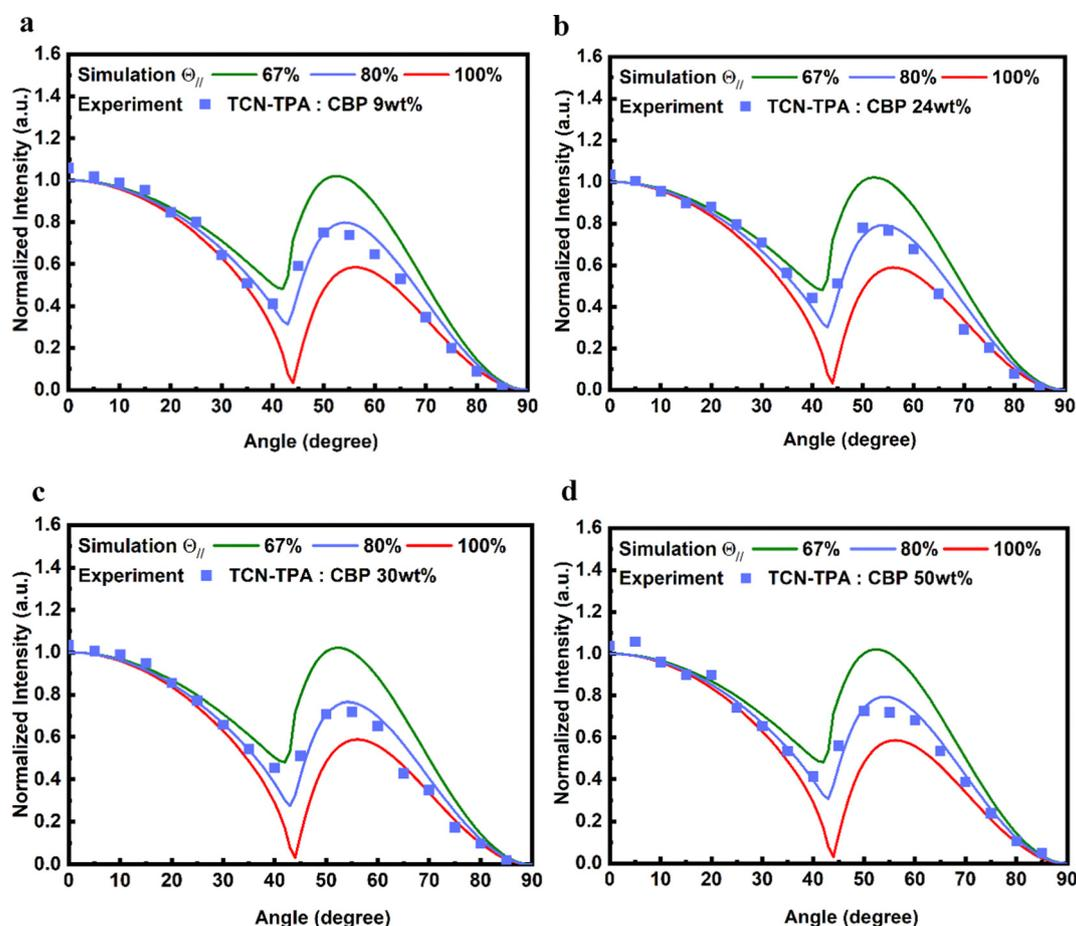 a
1.6
1.4
1.2
1.0
0.8
0.6
0.4
0.2
0.0
Normalized Intensity (a.u.)
Simulation Θ// 67% 80% 100%
Experiment TCN-TPA : CBP 9wt%
0 10 20 30 40 50 60 70 80 90
Angle (degree)
b
1.6
1.4
1.2
1.0
0.8
0.6
0.4
0.2
0.0
Normalized Intensity (a.u.)
Simulation Θ// 67% 80% 100%
Experiment TCN-TPA : CBP 24wt%
0 10 20 30 40 50 60 70 80 90
Angle (degree)
c
1.6
1.4
1.2
1.0
0.8
0.6
0.4
0.2
0.0
Normalized Intensity (a.u.)
Simulation Θ// 67% 80% 100%
Experiment TCN-TPA : CBP 30wt%
0 10 20 30 40 50 60 70 80 90
Angle (degree)
d
1.6
1.4
1.2
1.0
0.8
0.6
0.4
0.2
0.0
Normalized Intensity (a.u.)
Simulation Θ// 67% 80% 100%
Experiment TCN-TPA : CBP 50wt%
0 10 20 30 40 50 60 70 80 90
Angle (degree)